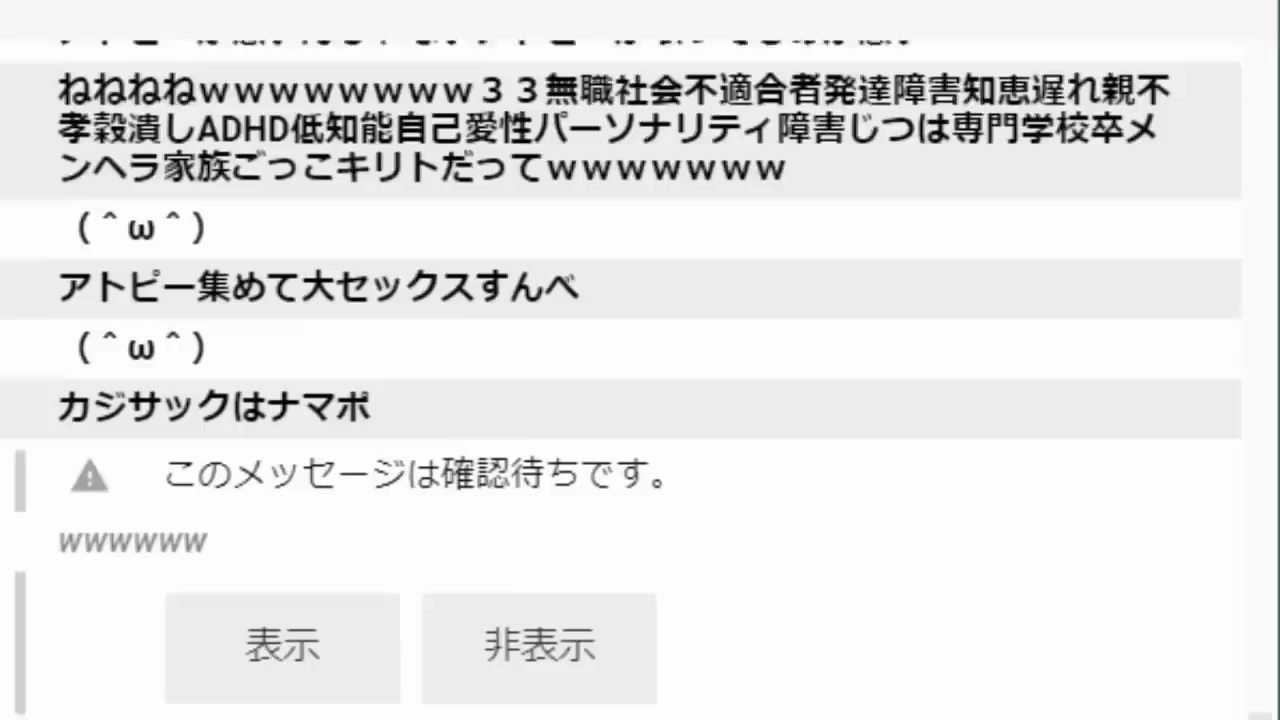 ねねねねｗｗｗｗｗｗｗｗ３３無職社会不適合者発達障害知恵遅れ親不
孝穀潰しADHD低知能自己愛性パーソナリティ障害じつは専門学校卒メ
ンヘラ家族ごっこキリトだってｗｗｗｗｗｗｗ
（＾ω＾）
アトピー集めて大セックスすんべ
（＾ω＾）
カジサックはナマポ
このメッセージは確認待ちです。
wwwwww
表示 非表示